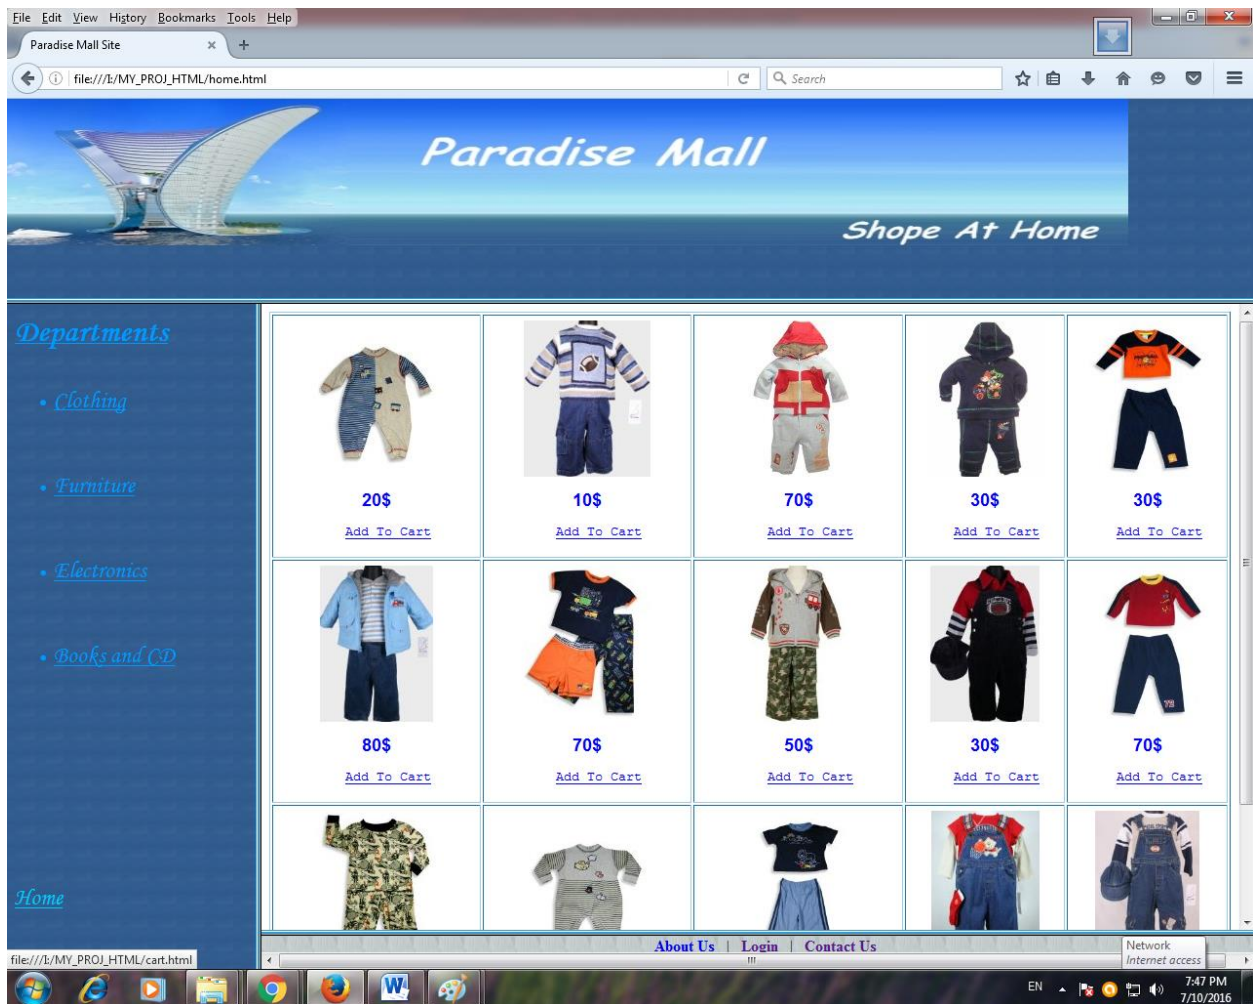 File Edit View History Bookmarks Tools Help
Paradise Mall Site
file:///I:/MY_PROJ_HTML/home.html
Search
Paradise Mall
Shope At Home
Departments
Clothing
Furniture
Electronics
Books and CD
Home
20$ 10$ 70$ 30$ 30$
Add To Cart Add To Cart Add To Cart Add To Cart Add To Cart
80$ 70$ 50$ 30$ 70$
Add To Cart Add To Cart Add To Cart Add To Cart Add To Cart
About Us | Login | Contact Us
file:///I:/MY_PROJ_HTML/cart.html
Network
Internet access
EN
7:47 PM
7/10/2016